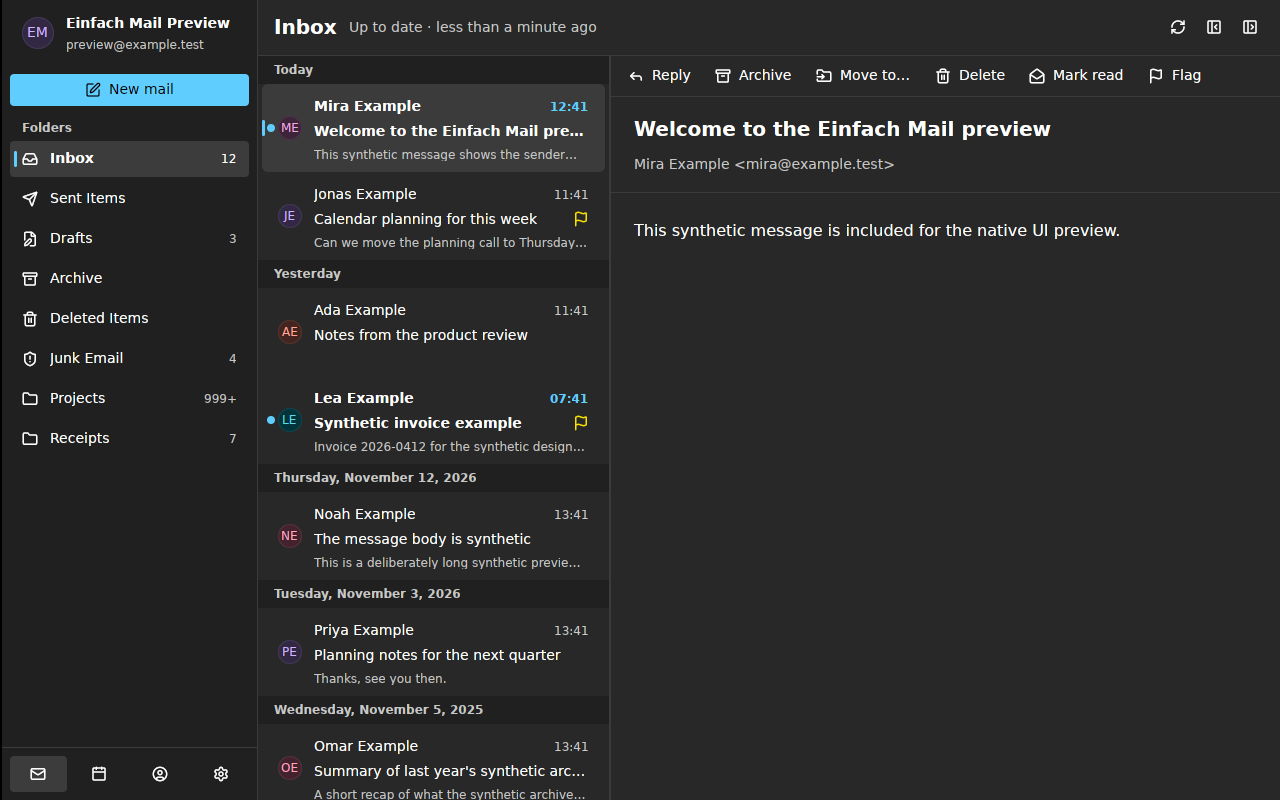 EM
Einfach Mail Preview
preview@example.test
New mail
Folders
Inbox 12
Sent Items
Drafts 3
Archive
Deleted Items
Junk Email 4
Projects 999+
Receipts 7
Inbox Up to date · less than a minute ago
Today
Mira Example 12:41
ME
Welcome to the Einfach Mail pre…
This synthetic message shows the sender…
Jonas Example 11:41
JE
Calendar planning for this week
Can we move the planning call to Thursday…
Yesterday
Ada Example 11:41
AE
Notes from the product review
Lea Example 07:41
LE
Synthetic invoice example
Invoice 2026-0412 for the synthetic design…
Thursday, November 12, 2026
Noah Example 13:41
NE
The message body is synthetic
This is a deliberately long synthetic previe…
Tuesday, November 3, 2026
Priya Example 13:41
PE
Planning notes for the next quarter
Thanks, see you then.
Wednesday, November 5, 2025
Omar Example 13:41
OE
Summary of last year's synthetic arc…
A short recap of what the synthetic archive…
Reply Archive Move to… Delete Mark read Flag
Welcome to the Einfach Mail preview
Mira Example <mira@example.test>
This synthetic message is included for the native UI preview.